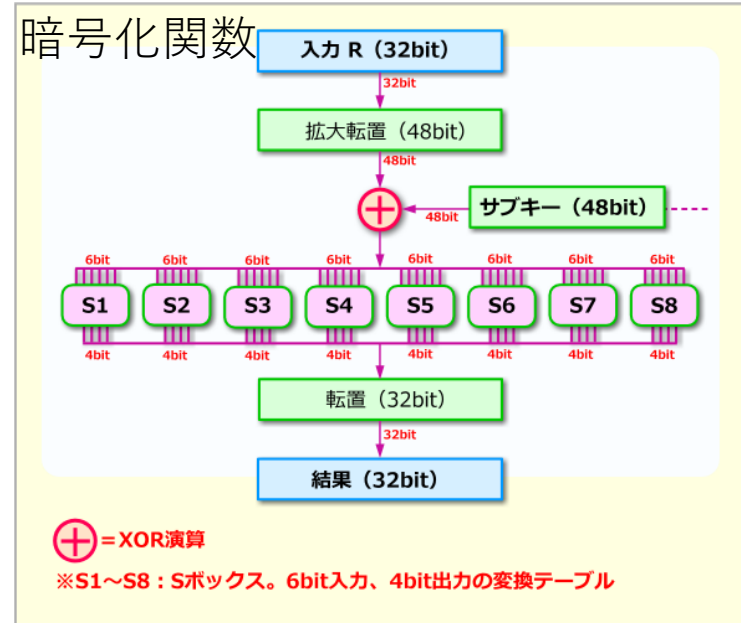 暗号化関数
入力 R（32bit）
32bit
拡大転置（48bit）
48bit
48bit
サブキー（48bit）
6bit 6bit 6bit 6bit 6bit 6bit 6bit 6bit
S1 S2 S3 S4 S5 S6 S7 S8
4bit 4bit 4bit 4bit 4bit 4bit 4bit 4bit
転置（32bit）
32bit
結果（32bit）
=XOR演算
※S1～S8：Sボックス。6bit入力、4bit出力の変換テーブル